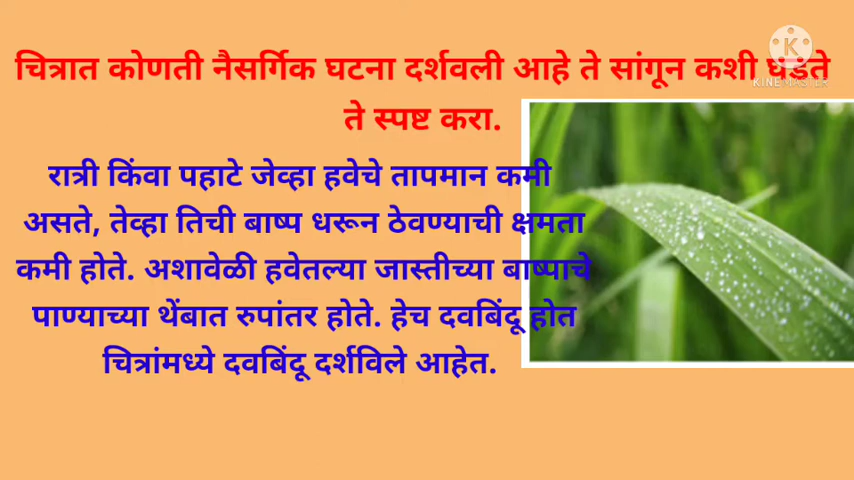 चित्रात कोणती नैसर्गिक घटना दर्शवली आहे ते सांगून कशी घडते
ते स्पष्ट करा.
रात्री किंवा पहाटे जेव्हा हवेचे तापमान कमी
असते, तेव्हा तिची बाष्प धरून ठेवण्याची क्षमता
कमी होते. अशावेळी हवेतल्या जास्तीच्या बाष्पाचे
पाण्याच्या थेंबात रुपांतर होते. हेच दवबिंदू होत
चित्रांमध्ये दवबिंदू दर्शविले आहेत.
K
KINEMASTER